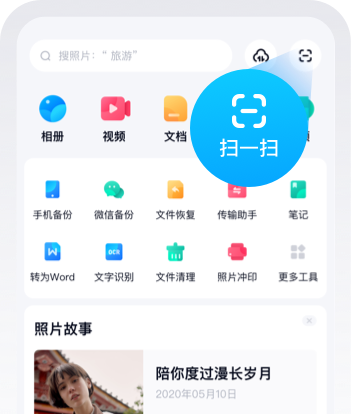 搜照片：“旅游”
扫一扫
相册 视频 文档
手机备份 微信备份 文件恢复 传输助手 笔记
转为Word 文字识别 文件清理 照片冲印 更多工具
照片故事
陪你度过漫长岁月
2020年05月10日